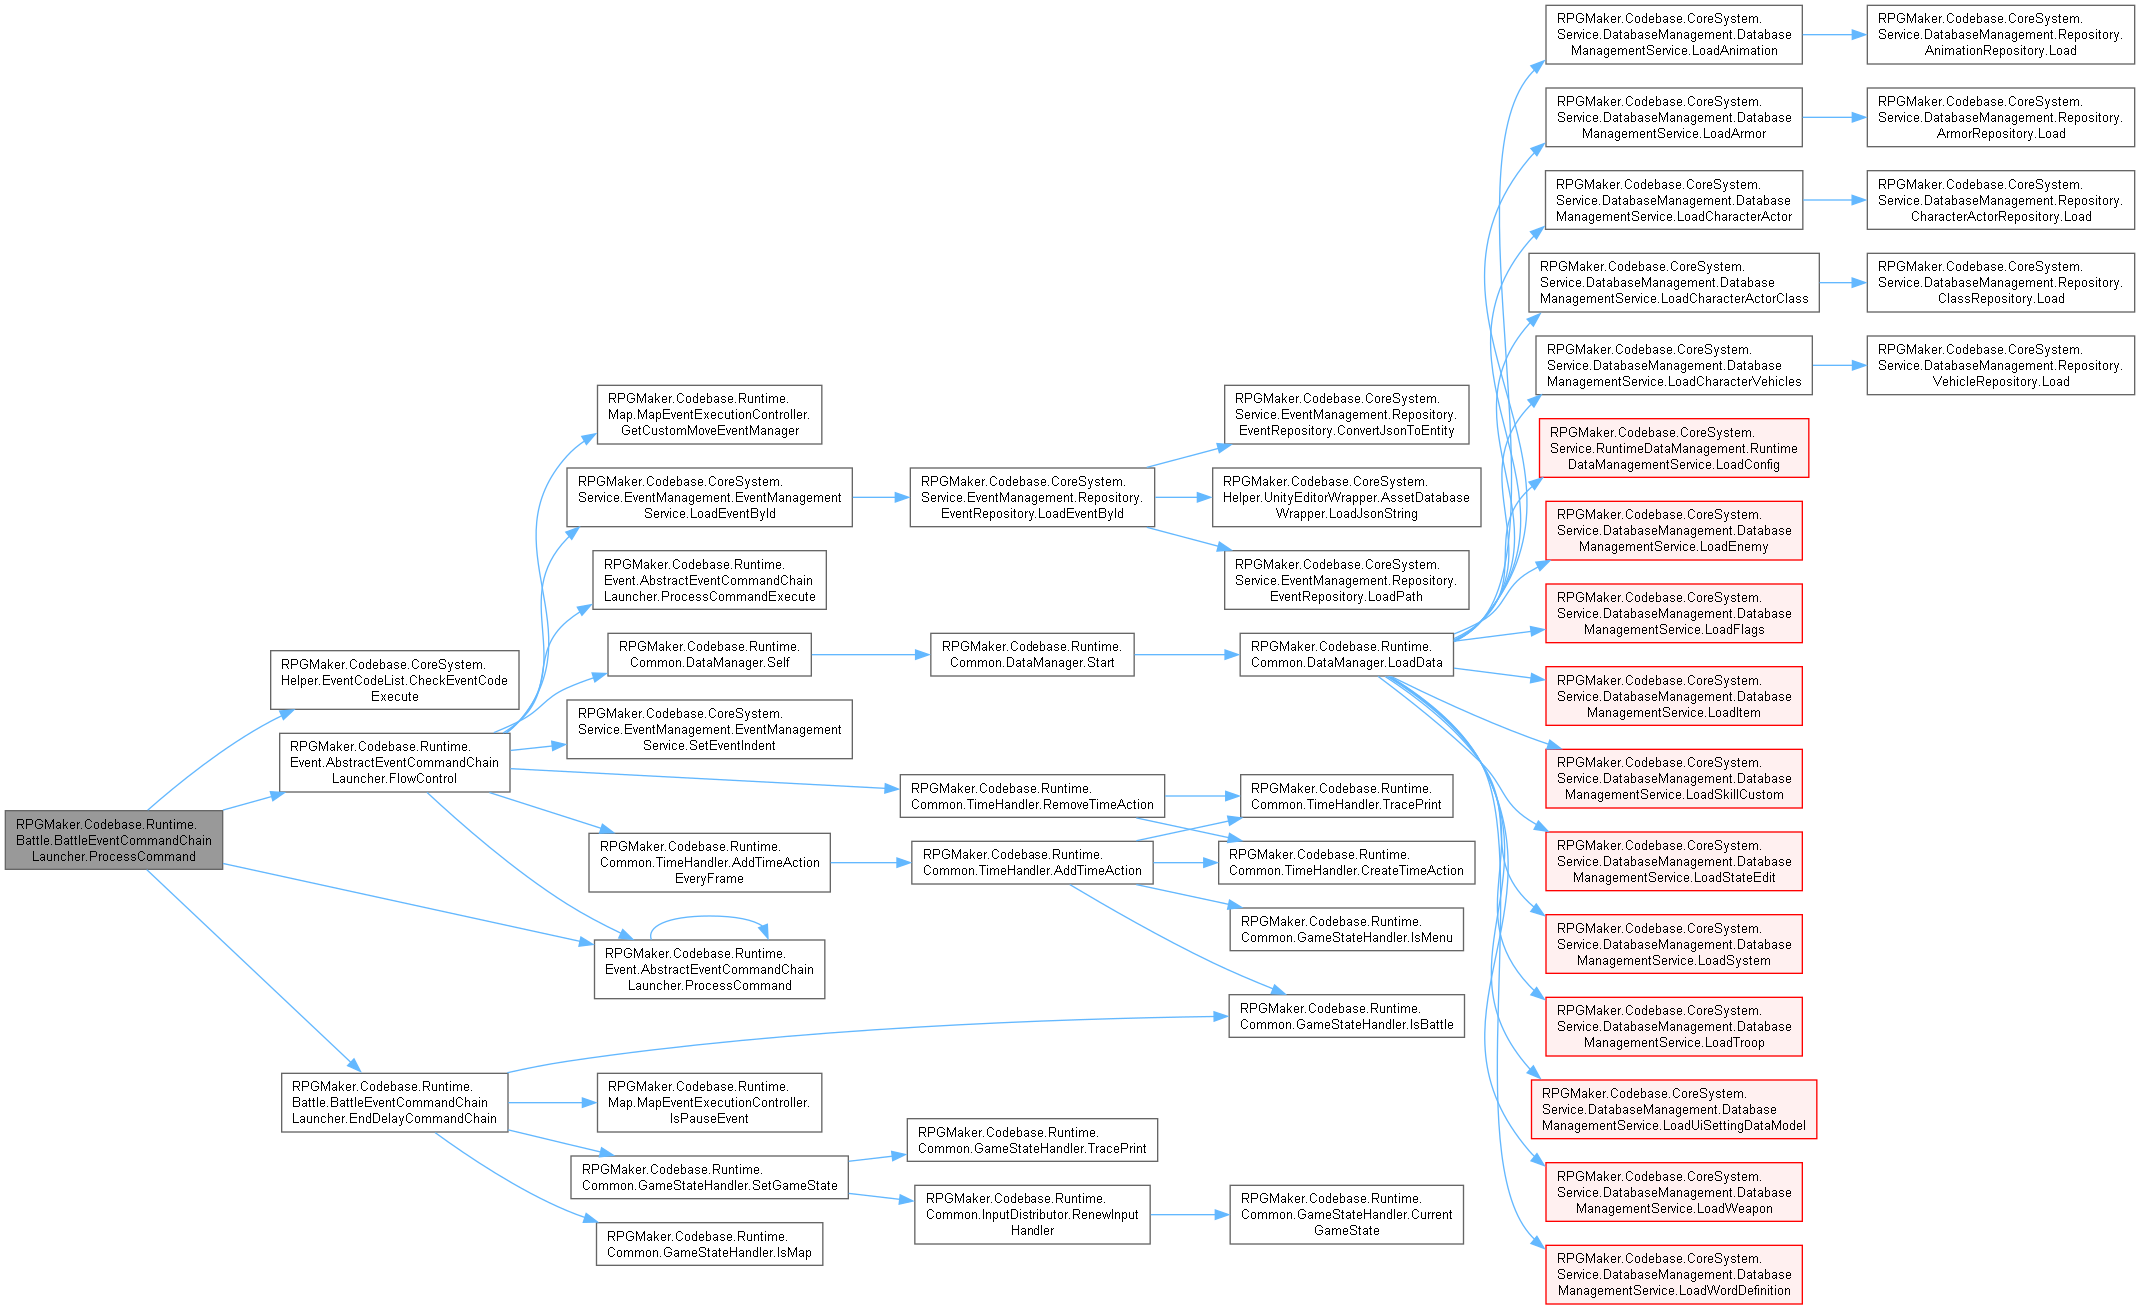 RPGMaker.Codebase.Runtime.
Battle.BattleEventCommandChain
Launcher.ProcessCommand
RPGMaker.Codebase.CoreSystem.
Helper.EventCodeList.CheckEventCode
Execute
RPGMaker.Codebase.Runtime.
Event.AbstractEventCommandChain
Launcher.FlowControl
RPGMaker.Codebase.Runtime.
Battle.BattleEventCommandChain
Launcher.EndDelayCommandChain
RPGMaker.Codebase.Runtime.
Map.MapEventExecutionController.
GetCustomMoveEventManager
RPGMaker.Codebase.CoreSystem.
Service.EventManagement.EventManagement
Service.LoadEventById
RPGMaker.Codebase.Runtime.
Event.AbstractEventCommandChain
Launcher.ProcessCommandExecute
RPGMaker.Codebase.Runtime.
Common.DataManager.Self
RPGMaker.Codebase.CoreSystem.
Service.EventManagement.EventManagement
Service.SetEventIndent
RPGMaker.Codebase.Runtime.
Common.TimeHandler.AddTimeAction
EveryFrame
RPGMaker.Codebase.Runtime.
Event.AbstractEventCommandChain
Launcher.ProcessCommand
RPGMaker.Codebase.Runtime.
Map.MapEventExecutionController.
IsPauseEvent
RPGMaker.Codebase.Runtime.
Common.GameStateHandler.SetGameState
RPGMaker.Codebase.Runtime.
Common.GameStateHandler.IsMap
RPGMaker.Codebase.CoreSystem.
Service.EventManagement.Repository.
EventRepository.LoadEventById
RPGMaker.Codebase.Runtime.
Common.DataManager.Start
RPGMaker.Codebase.Runtime.
Common.TimeHandler.RemoveTimeAction
RPGMaker.Codebase.Runtime.
Common.TimeHandler.AddTimeAction
RPGMaker.Codebase.Runtime.
Common.GameStateHandler.TracePrint
RPGMaker.Codebase.Runtime.
Common.InputDistributor.RenewInput
Handler
RPGMaker.Codebase.CoreSystem.
Service.EventManagement.Repository.
EventRepository.ConvertJsonToEntity
RPGMaker.Codebase.CoreSystem.
Helper.UnityEditorWrapper.AssetDatabase
Wrapper.LoadJsonString
RPGMaker.Codebase.CoreSystem.
Service.EventManagement.Repository.
EventRepository.LoadPath
RPGMaker.Codebase.Runtime.
Common.DataManager.LoadData
RPGMaker.Codebase.Runtime.
Common.TimeHandler.TracePrint
RPGMaker.Codebase.Runtime.
Common.TimeHandler.CreateTimeAction
RPGMaker.Codebase.Runtime.
Common.GameStateHandler.IsMenu
RPGMaker.Codebase.Runtime.
Common.GameStateHandler.IsBattle
RPGMaker.Codebase.Runtime.
Common.GameStateHandler.Current
GameState
RPGMaker.Codebase.CoreSystem.
Service.DatabaseManagement.Database
ManagementService.LoadAnimation
RPGMaker.Codebase.CoreSystem.
Service.DatabaseManagement.Database
ManagementService.LoadArmor
RPGMaker.Codebase.CoreSystem.
Service.DatabaseManagement.Database
ManagementService.LoadCharacterActor
RPGMaker.Codebase.CoreSystem.
Service.DatabaseManagement.Database
ManagementService.LoadCharacterActorClass
RPGMaker.Codebase.CoreSystem.
Service.DatabaseManagement.Database
ManagementService.LoadCharacterVehicles
RPGMaker.Codebase.CoreSystem.
Service.RuntimeDataManagement.Runtime
DataManagementService.LoadConfig
RPGMaker.Codebase.CoreSystem.
Service.DatabaseManagement.Database
ManagementService.LoadEnemy
RPGMaker.Codebase.CoreSystem.
Service.DatabaseManagement.Database
ManagementService.LoadFlags
RPGMaker.Codebase.CoreSystem.
Service.DatabaseManagement.Database
ManagementService.LoadItem
RPGMaker.Codebase.CoreSystem.
Service.DatabaseManagement.Database
ManagementService.LoadSkillCustom
RPGMaker.Codebase.CoreSystem.
Service.DatabaseManagement.Database
ManagementService.LoadStateEdit
RPGMaker.Codebase.CoreSystem.
Service.DatabaseManagement.Database
ManagementService.LoadSystem
RPGMaker.Codebase.CoreSystem.
Service.DatabaseManagement.Database
ManagementService.LoadTroop
RPGMaker.Codebase.CoreSystem.
Service.DatabaseManagement.Database
ManagementService.LoadUiSettingDataModel
RPGMaker.Codebase.CoreSystem.
Service.DatabaseManagement.Database
ManagementService.LoadWeapon
RPGMaker.Codebase.CoreSystem.
Service.DatabaseManagement.Database
ManagementService.LoadWordDefinition
RPGMaker.Codebase.CoreSystem.
Service.DatabaseManagement.Repository.
AnimationRepository.Load
RPGMaker.Codebase.CoreSystem.
Service.DatabaseManagement.Repository.
ArmorRepository.Load
RPGMaker.Codebase.CoreSystem.
Service.DatabaseManagement.Repository.
CharacterActorRepository.Load
RPGMaker.Codebase.CoreSystem.
Service.DatabaseManagement.Repository.
ClassRepository.Load
RPGMaker.Codebase.CoreSystem.
Service.DatabaseManagement.Repository.
VehicleRepository.Load